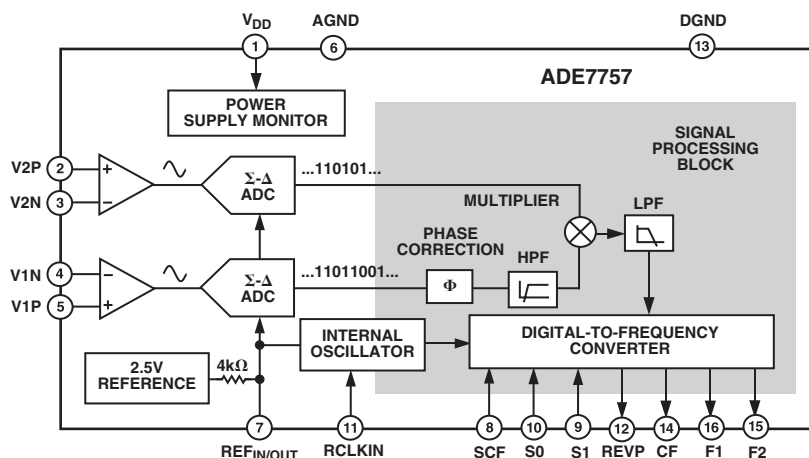 V_DD AGND DGND
1 6 13
ADE7757
POWER
SUPPLY MONITOR
SIGNAL
PROCESSING
BLOCK
V2P 2 + Σ-Δ
ADC ...110101...
V2N 3 −
MULTIPLIER LPF
PHASE
CORRECTION HPF
V1N 4 − Σ-Δ
ADC ...11011001... Φ
V1P 5 +
INTERNAL
OSCILLATOR
DIGITAL-TO-FREQUENCY
CONVERTER
2.5V
REFERENCE
4kΩ
7 11 8 10 9 12 14 16 15
REF_IN/OUT RCLKIN SCF S0 S1 REVP CF F1 F2